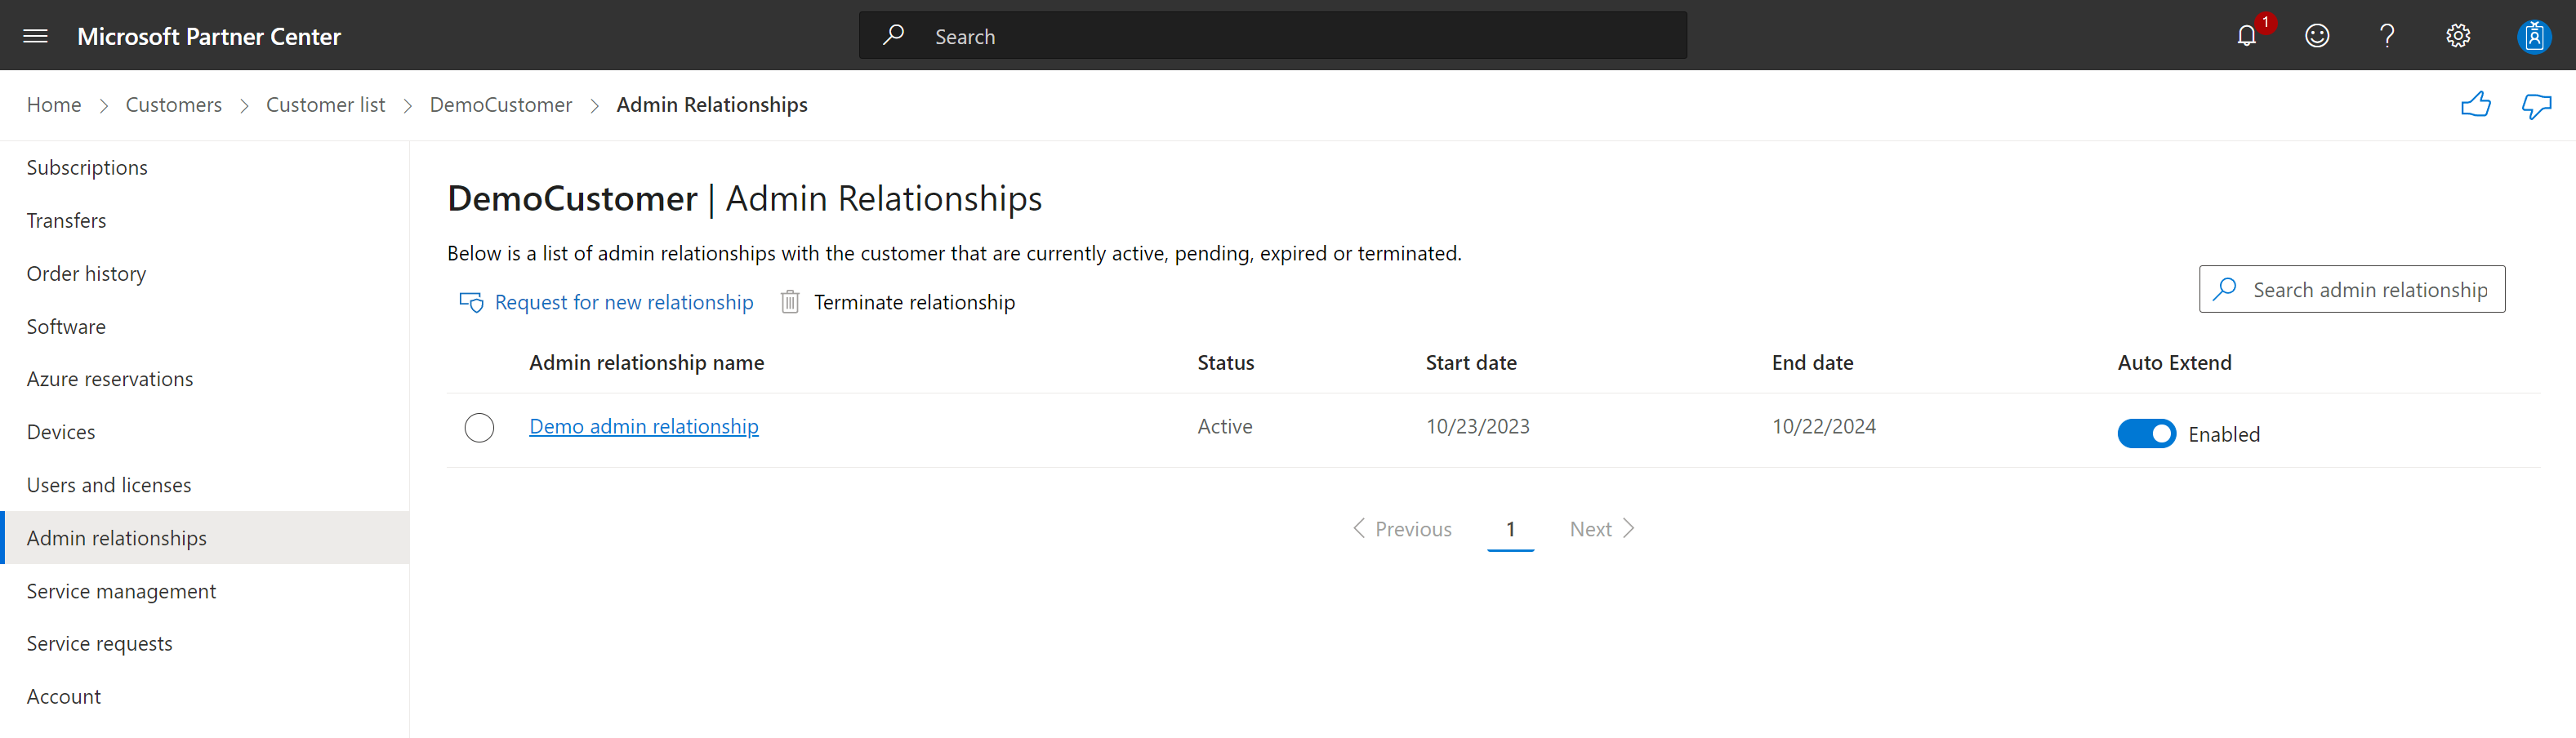 Microsoft Partner Center
Search
1
Home > Customers > Customer list > DemoCustomer > Admin Relationships
Subscriptions
Transfers
Order history
Software
Azure reservations
Devices
Users and licenses
Admin relationships
Service management
Service requests
Account
DemoCustomer | Admin Relationships
Below is a list of admin relationships with the customer that are currently active, pending, expired or terminated.
Request for new relationship Terminate relationship
Search admin relationship
Admin relationship name Status Start date End date Auto Extend
Demo admin relationship Active 10/23/2023 10/22/2024 Enabled
Previous 1 Next